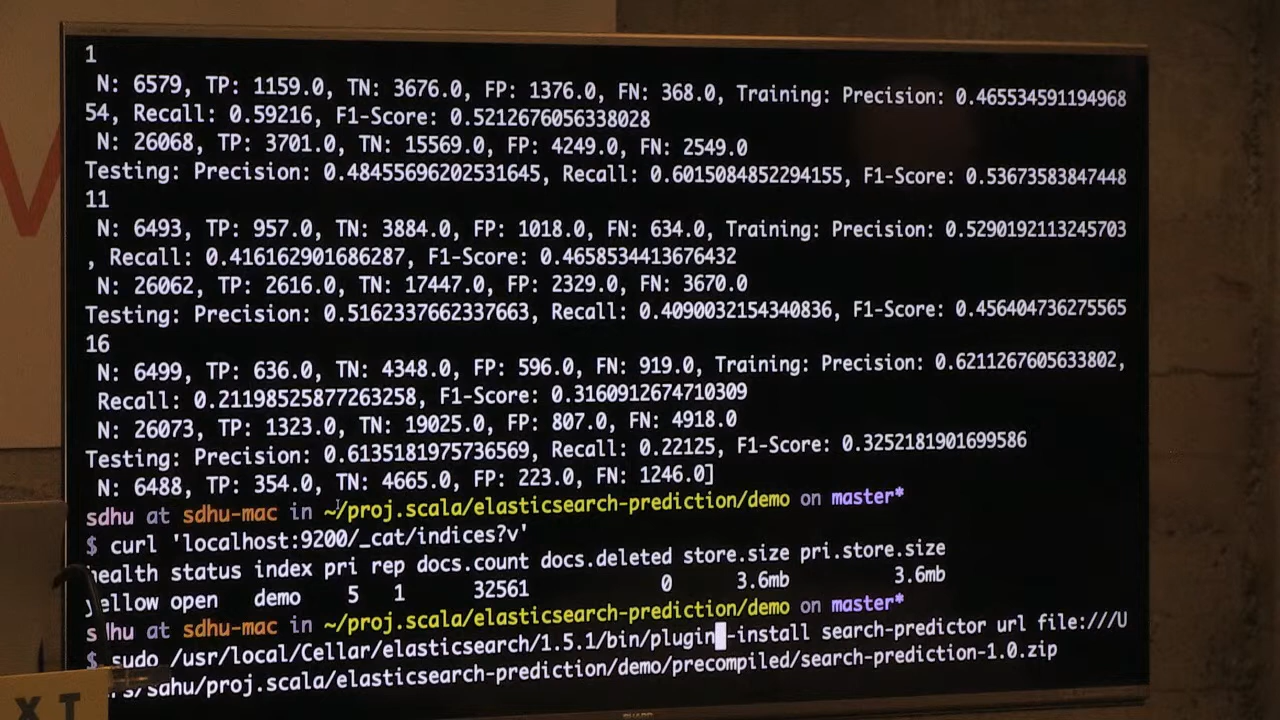 1
N: 6579, TP: 1159.0, TN: 3676.0, FP: 1376.0, FN: 368.0, Training: Precision: 0.465534591194968
54, Recall: 0.59216, F1-Score: 0.5212676056338028
N: 26068, TP: 3701.0, TN: 15569.0, FP: 4249.0, FN: 2549.0
Testing: Precision: 0.48455696202531645, Recall: 0.6015084852294155, F1-Score: 0.53673583847448
11
N: 6493, TP: 957.0, TN: 3884.0, FP: 1018.0, FN: 634.0, Training: Precision: 0.5290192113245703
, Recall: 0.416162901686287, F1-Score: 0.4658534413676432
N: 26062, TP: 2616.0, TN: 17447.0, FP: 2329.0, FN: 3670.0
Testing: Precision: 0.5162337662337663, Recall: 0.4090032154340836, F1-Score: 0.456404736275565
16
N: 6499, TP: 636.0, TN: 4348.0, FP: 596.0, FN: 919.0, Training: Precision: 0.6211267605633802,
Recall: 0.21198525877263258, F1-Score: 0.3160912674710309
N: 26073, TP: 1323.0, TN: 19025.0, FP: 807.0, FN: 4918.0
Testing: Precision: 0.6135181975736569, Recall: 0.22125, F1-Score: 0.3252181901699586
N: 6488, TP: 354.0, TN: 4665.0, FP: 223.0, FN: 1246.0]
sdhu at sdhu-mac in ~/proj.scala/elasticsearch-prediction/demo on master*
$ curl 'localhost:9200/_cat/indices?v'
health status index pri rep docs.count docs.deleted store.size pri.store.size
yellow open demo 5 1 32561 0 3.6mb 3.6mb
sdhu at sdhu-mac in ~/proj.scala/elasticsearch-prediction/demo on master*
$ sudo /usr/local/Cellar/elasticsearch/1.5.1/bin/plugin -install search-predictor url file:///U
rs/sdhu/proj.scala/elasticsearch-prediction/demo/precompiled/search-prediction-1.0.zip